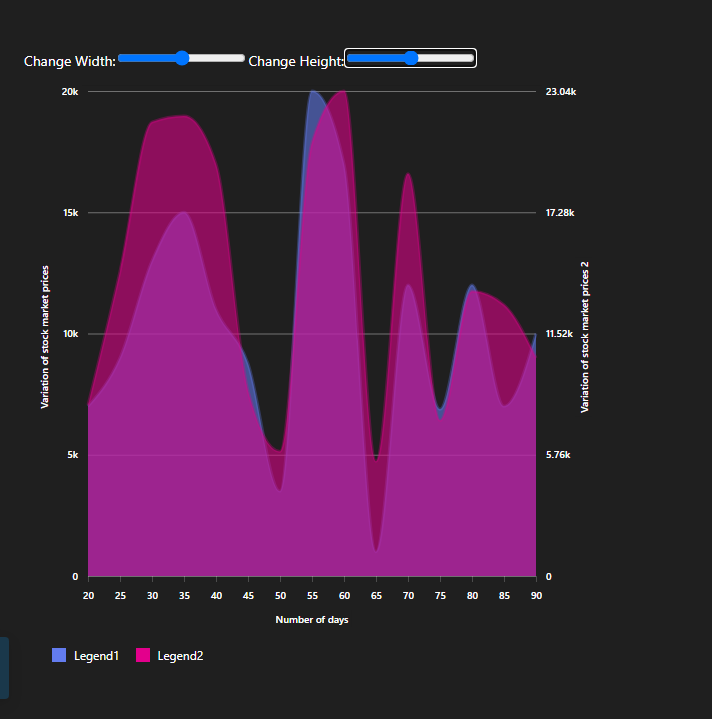 Change Width: Change Height:
20k 23.04k
15k 17.28k
Variation of stock market prices
Variation of stock market prices 2
10k 11.52k
5k 5.76k
0 0
20 25 30 35 40 45 50 55 60 65 70 75 80 85 90
Number of days
Legend1 Legend2